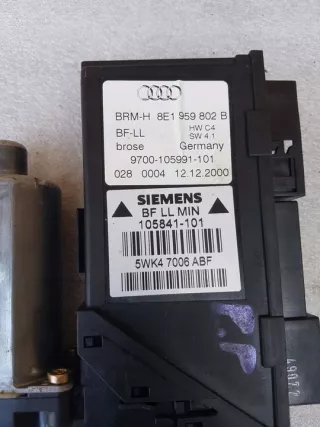 BRM-H 8E1 959 802 B
BF-LL HW C4
SW 4.1
brose Germany
9700-105991-101
028 0004 12.12.2000
SIEMENS
BF LL MIN
105841-101
5WK4 7006 ABF